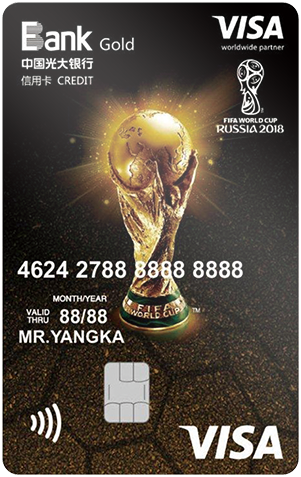 Bank Gold
VISA
中国光大银行
worldwide partner
信用卡 CREDIT
FIFA WORLD CUP
RUSSIA 2018
4624 2788 8888 8888
MONTH/YEAR
VALID THRU 88/88
FIFA WORLD CUP TM
MR.YANGKA
VISA